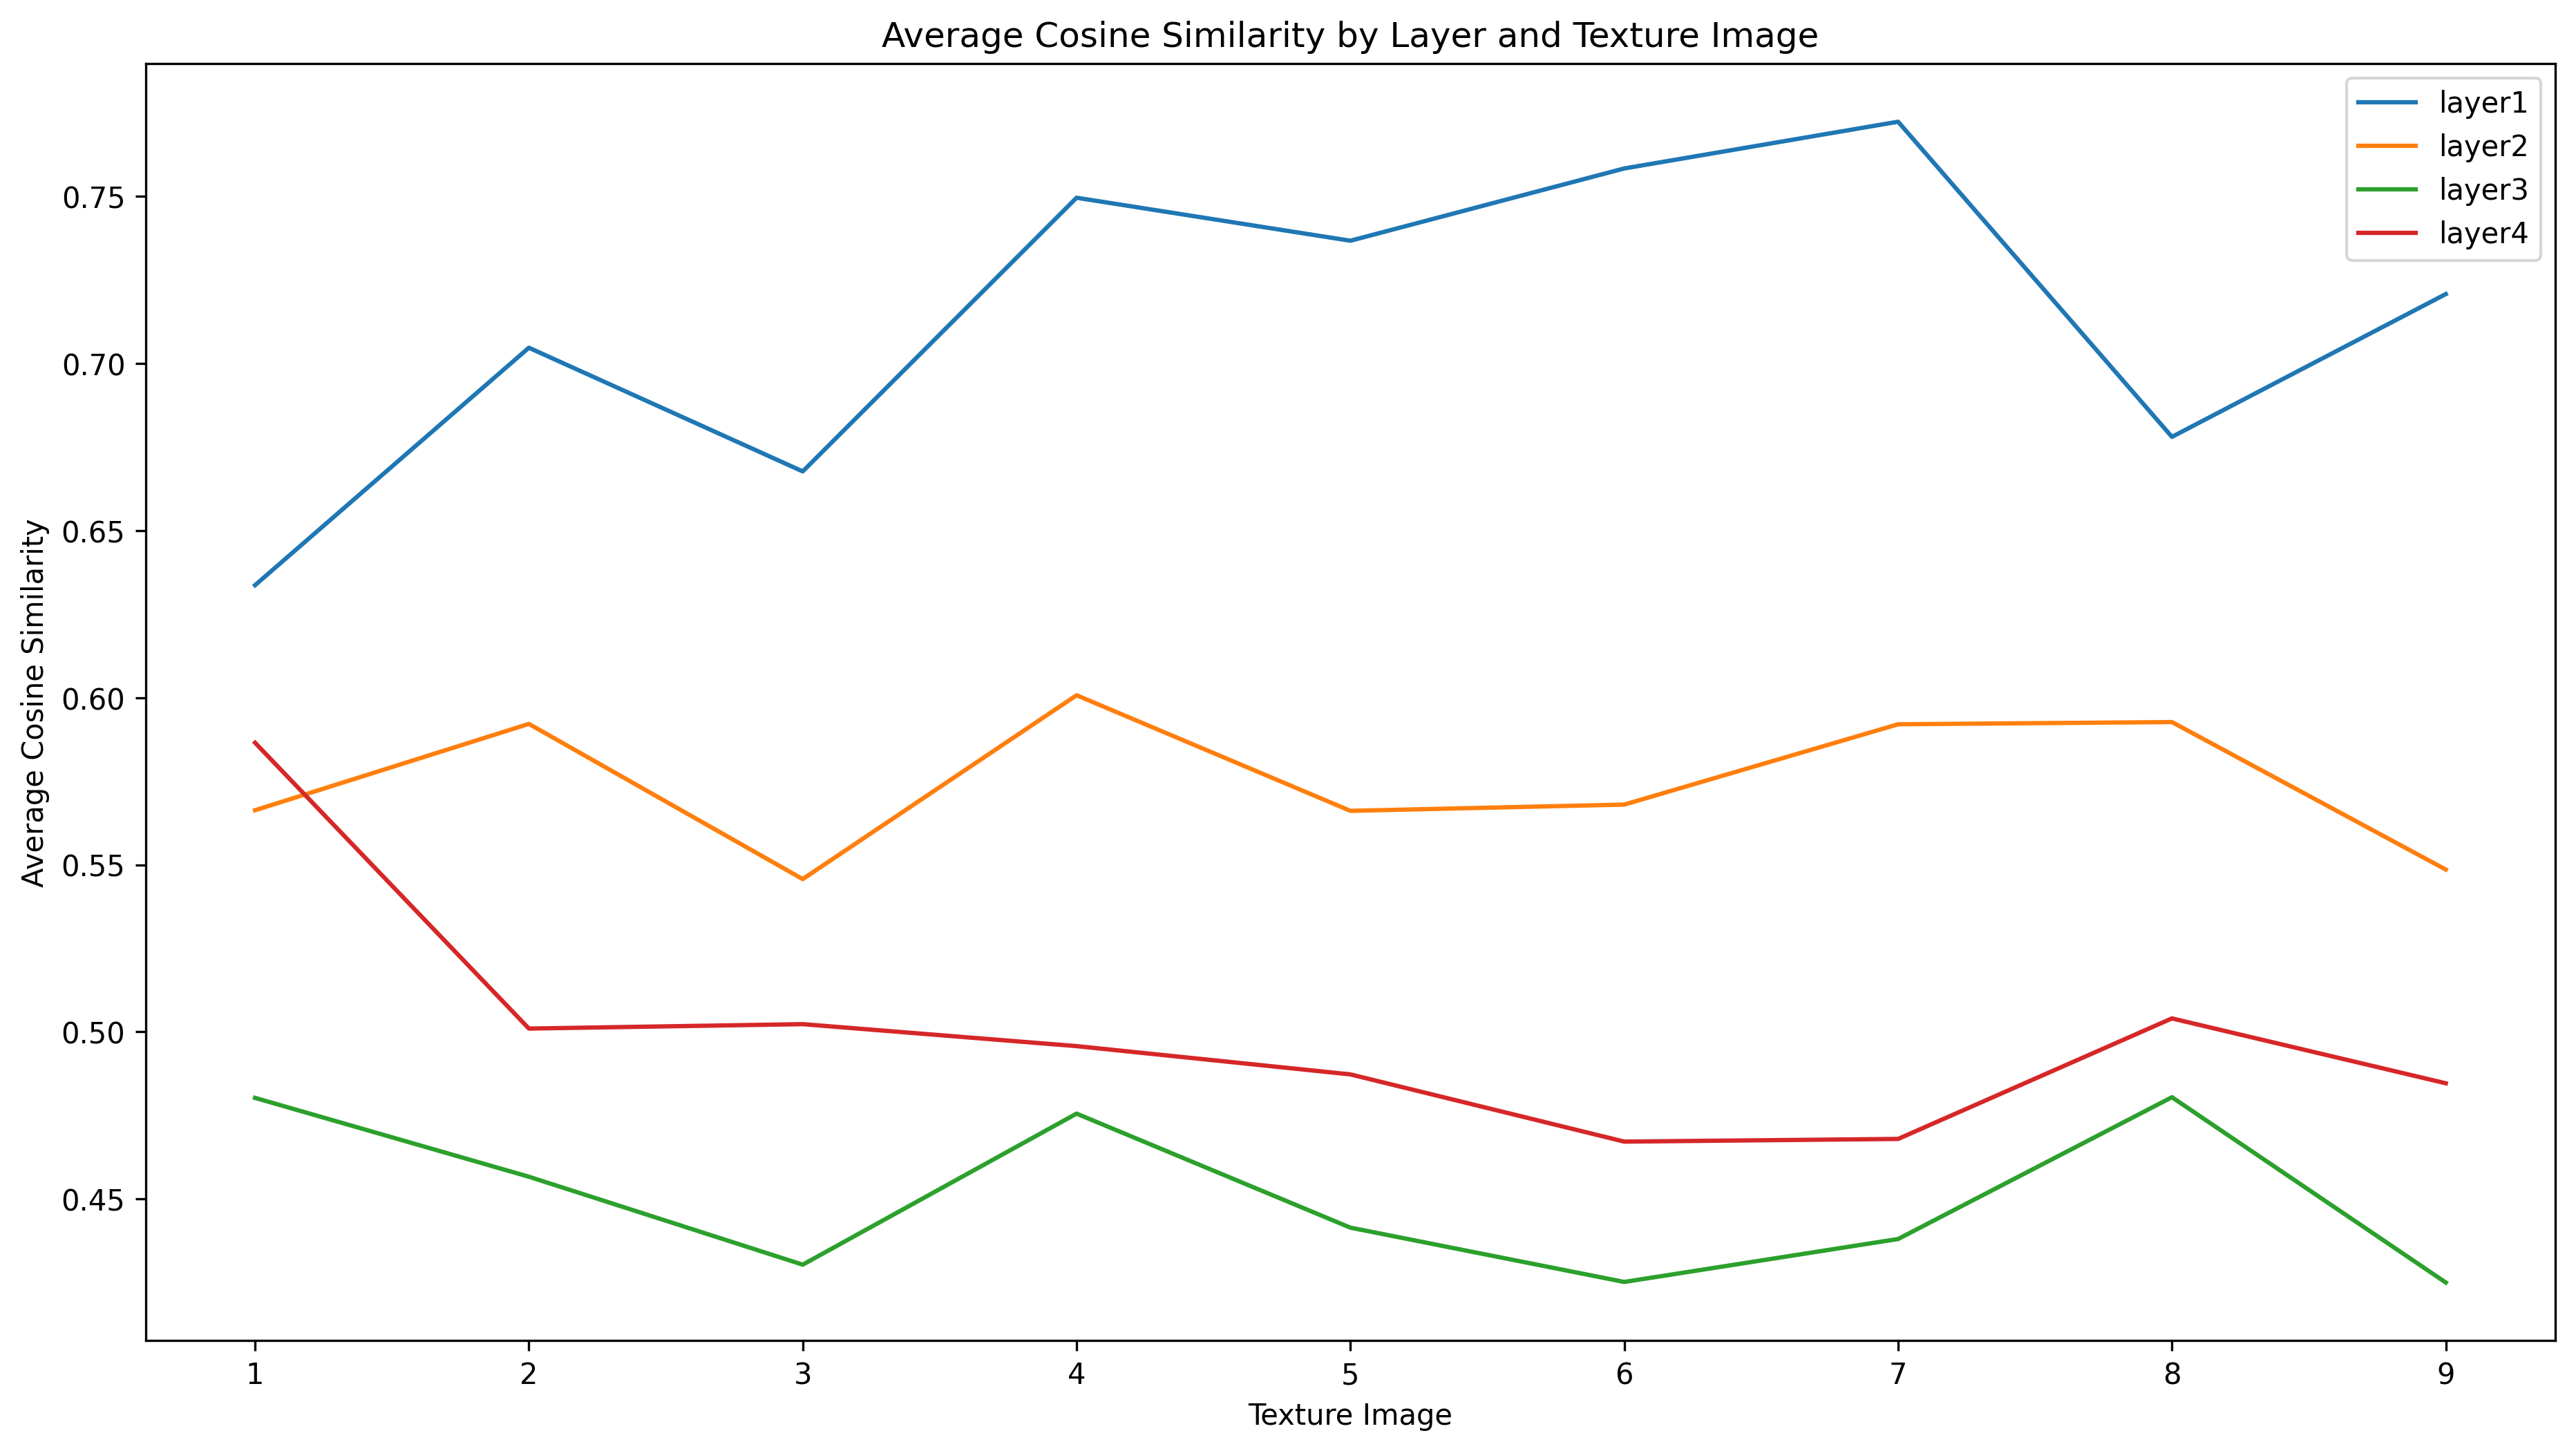 Average Cosine Similarity by Layer and Texture Image
layer1
layer2
layer3
layer4
Average Cosine Similarity
0.75
0.70
0.65
0.60
0.55
0.50
0.45
1 2 3 4 5 6 7 8 9
Texture Image